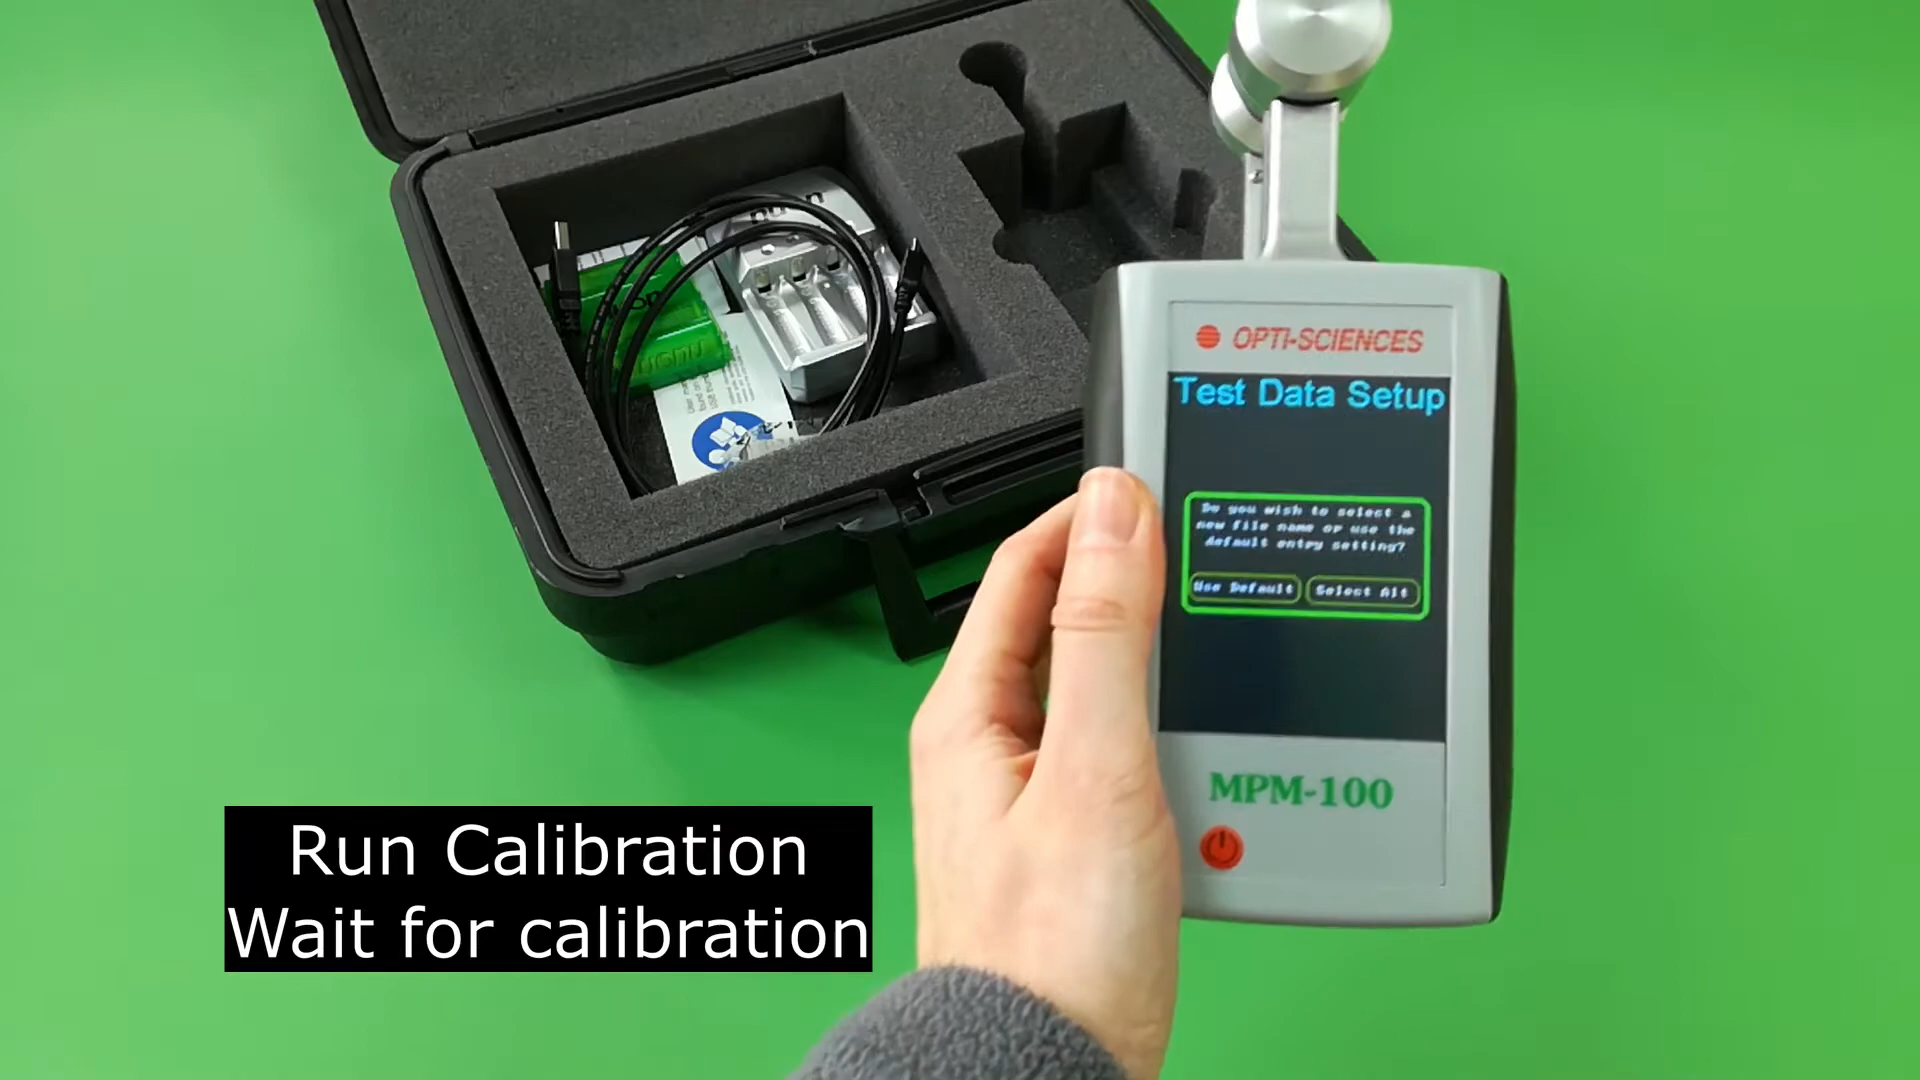 OPTI-SCIENCES
Test Data Setup
Do you wish to select a
new file name or use the
default entry setting?
Use Default Select Alt
MPM-100
Run Calibration
Wait for calibration